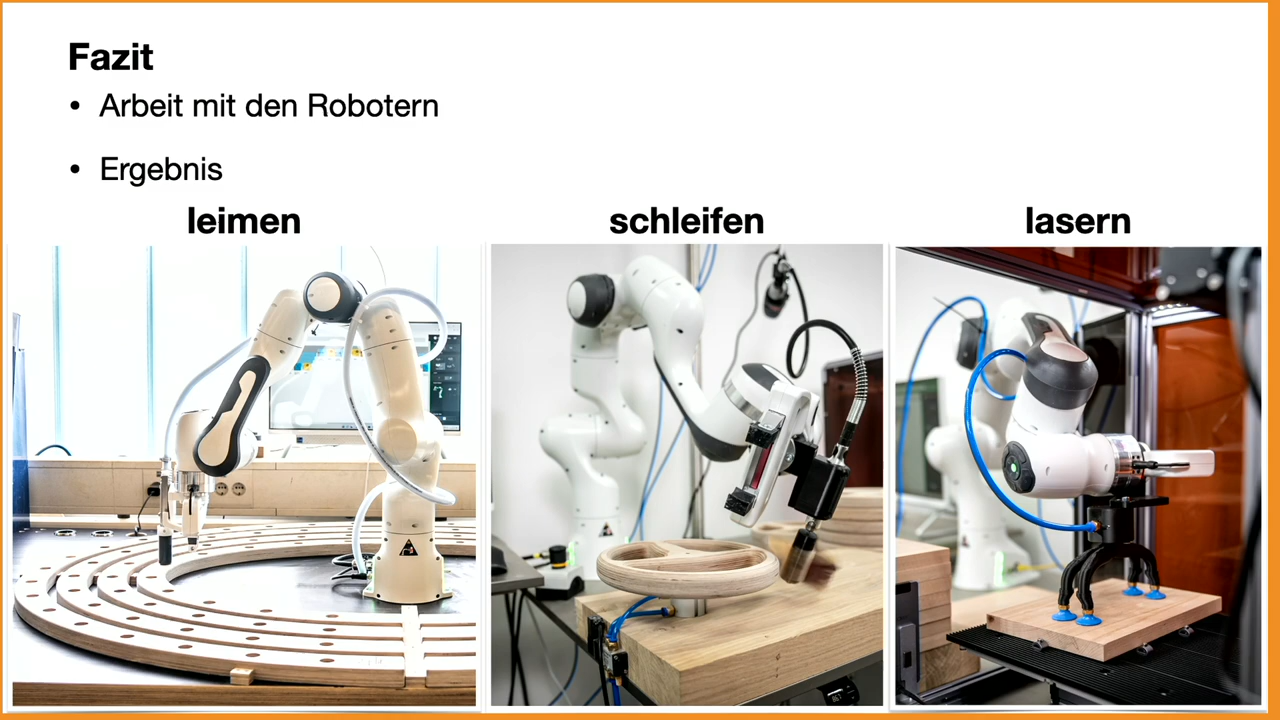 Fazit
• Arbeit mit den Robotern
• Ergebnis
leimen
schleifen
lasern